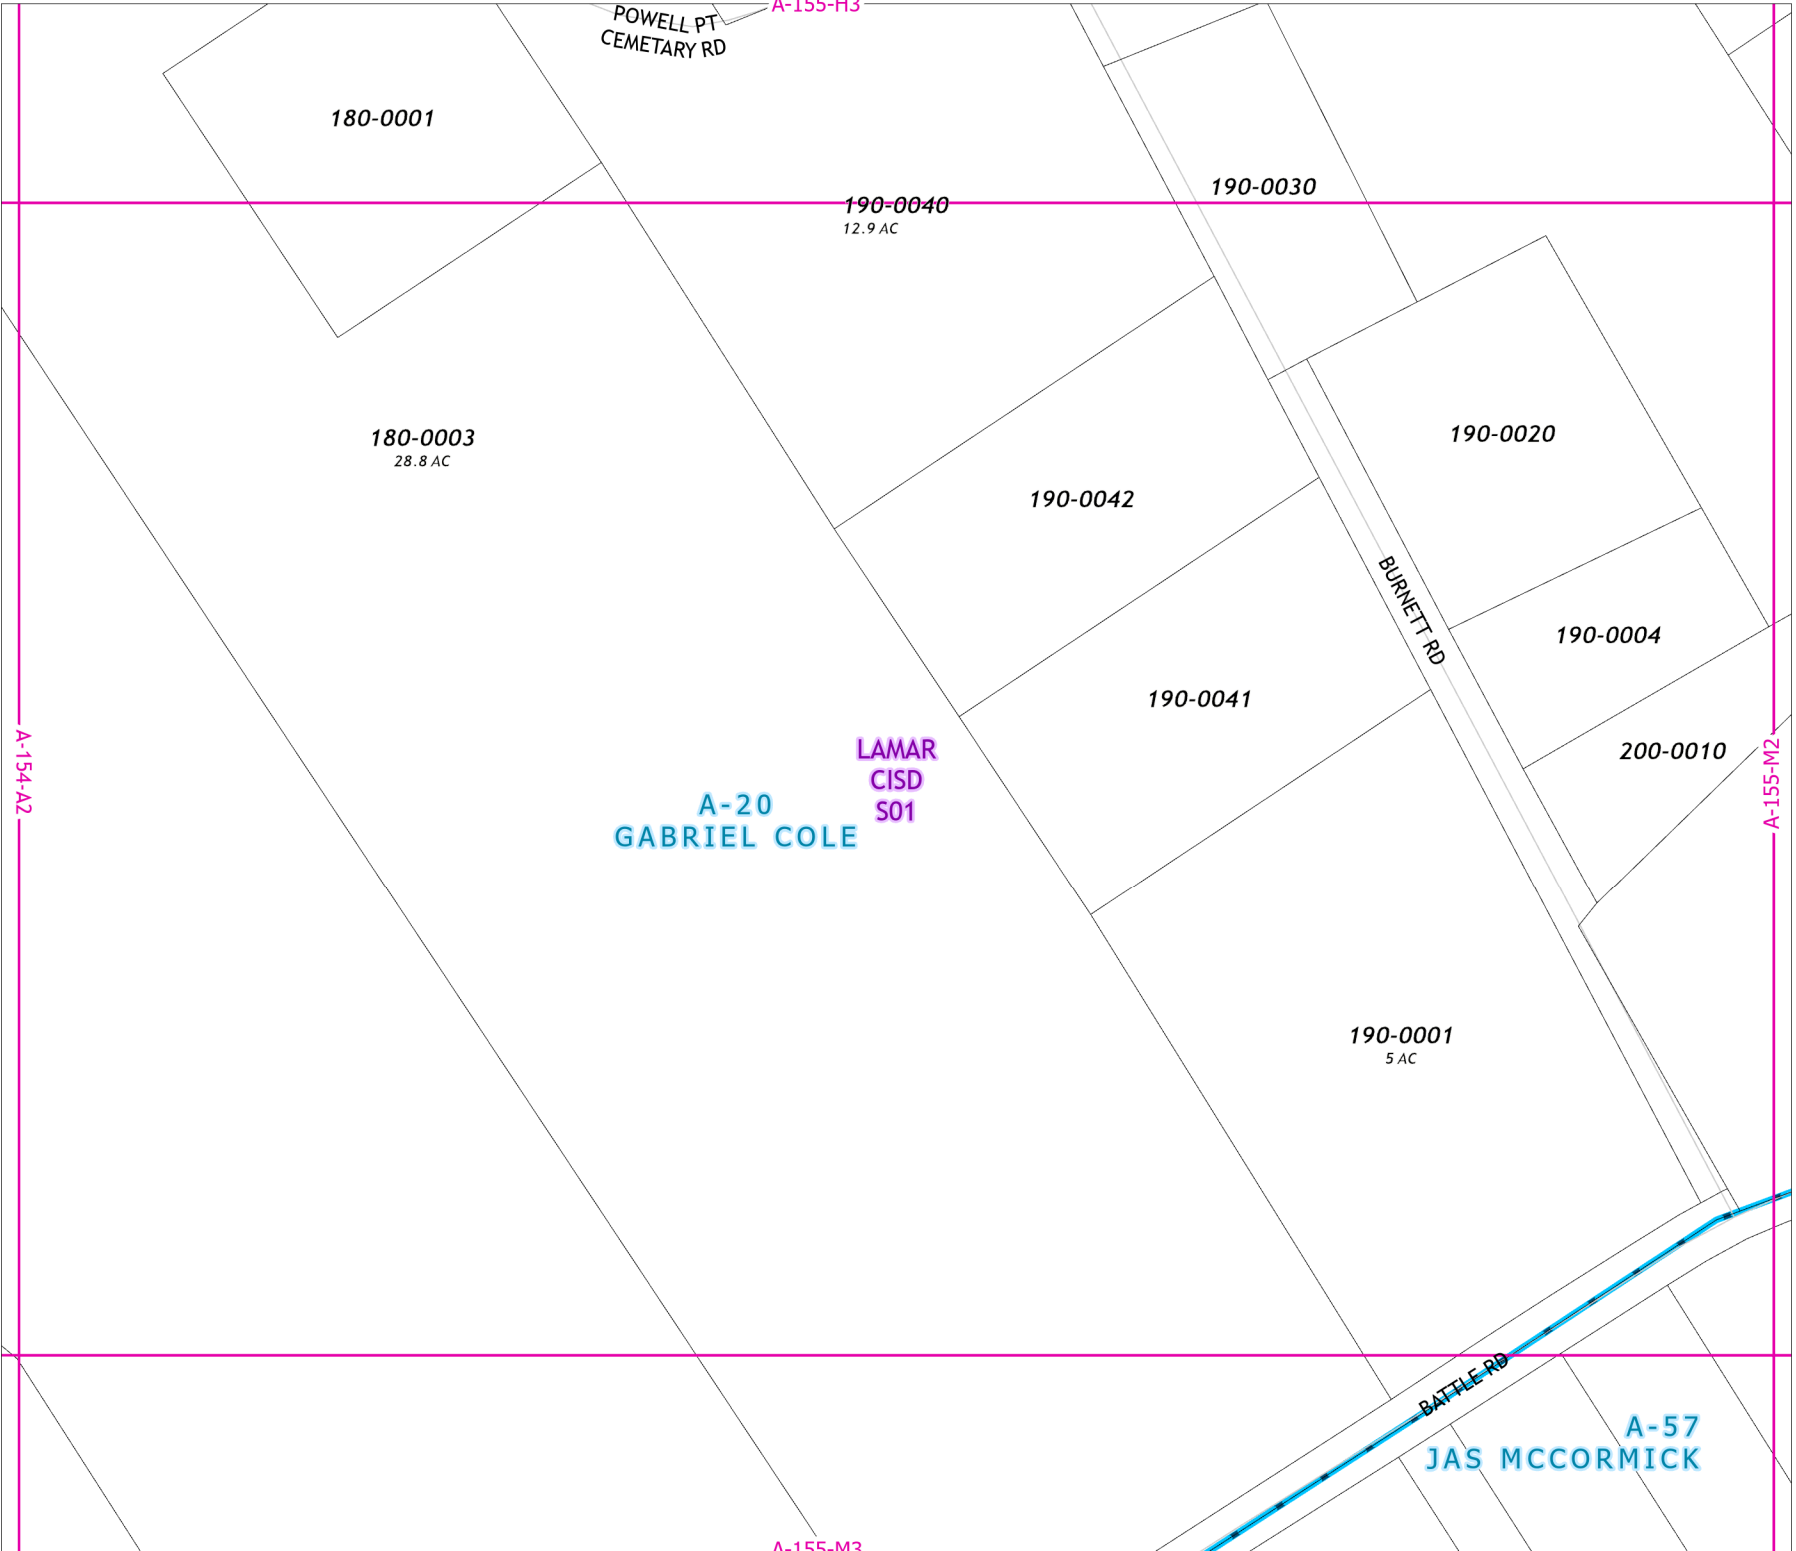 A-155-H3
POWELL PT
CEMETARY RD
180-0001
190-0030
190-0040
12.9 AC
180-0003
28.8 AC
190-0020
190-0042
BURNETT RD
190-0004
190-0041
200-0010
LAMAR
CISD
S01
A-154-A2
A-155-M2
A-20
GABRIEL COLE
190-0001
5 AC
BATTLE RD
A-57
JAS MCCORMICK
A-155-M3